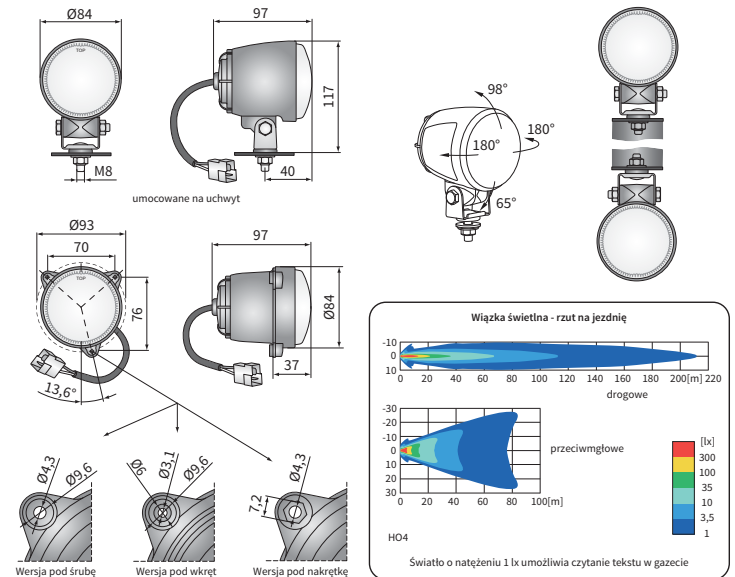 Ø84
97
TOP
117
M8
40
umocowane na uchwyt
98°
180°
180°
65°
Ø93
70
TOP
76
13,6°
97
Ø84
37
Ø4,3
Ø9,6
Ø6
Ø3,1
Ø9,6
Ø4,3
7,2
Wersja pod śrubę
Wersja pod wkręt
Wersja pod nakrętkę
Wiązka świetlna - rzut na jezdnię
-10
0
10
0 20 40 60 80 100 120 140 160 180 200[m] 220
drogowe
-30
-20
-10
0
10
20
30
0 20 40 60 80 100[m]
przeciwmgłowe
[lx]
300
100
35
10
3,5
1
HO4
Światło o natężeniu 1 lx umożliwia czytanie tekstu w gazecie